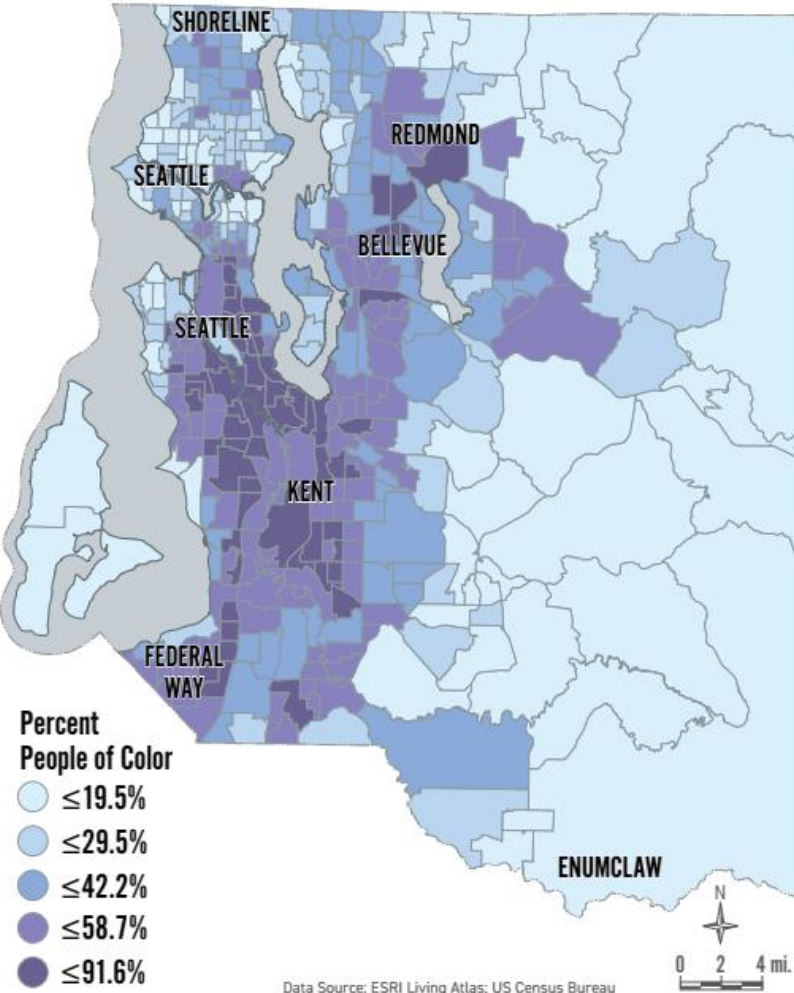 SHORELINE
REDMOND
SEATTLE
BELLEVUE
SEATTLE
KENT
FEDERAL
WAY
Percent
People of Color
≤19.5%
≤29.5%
≤42.2%
≤58.7%
≤91.6%
ENUMCLAW
N
0 2 4 mi.
Data Source: ESRI Living Atlas; US Census Bureau